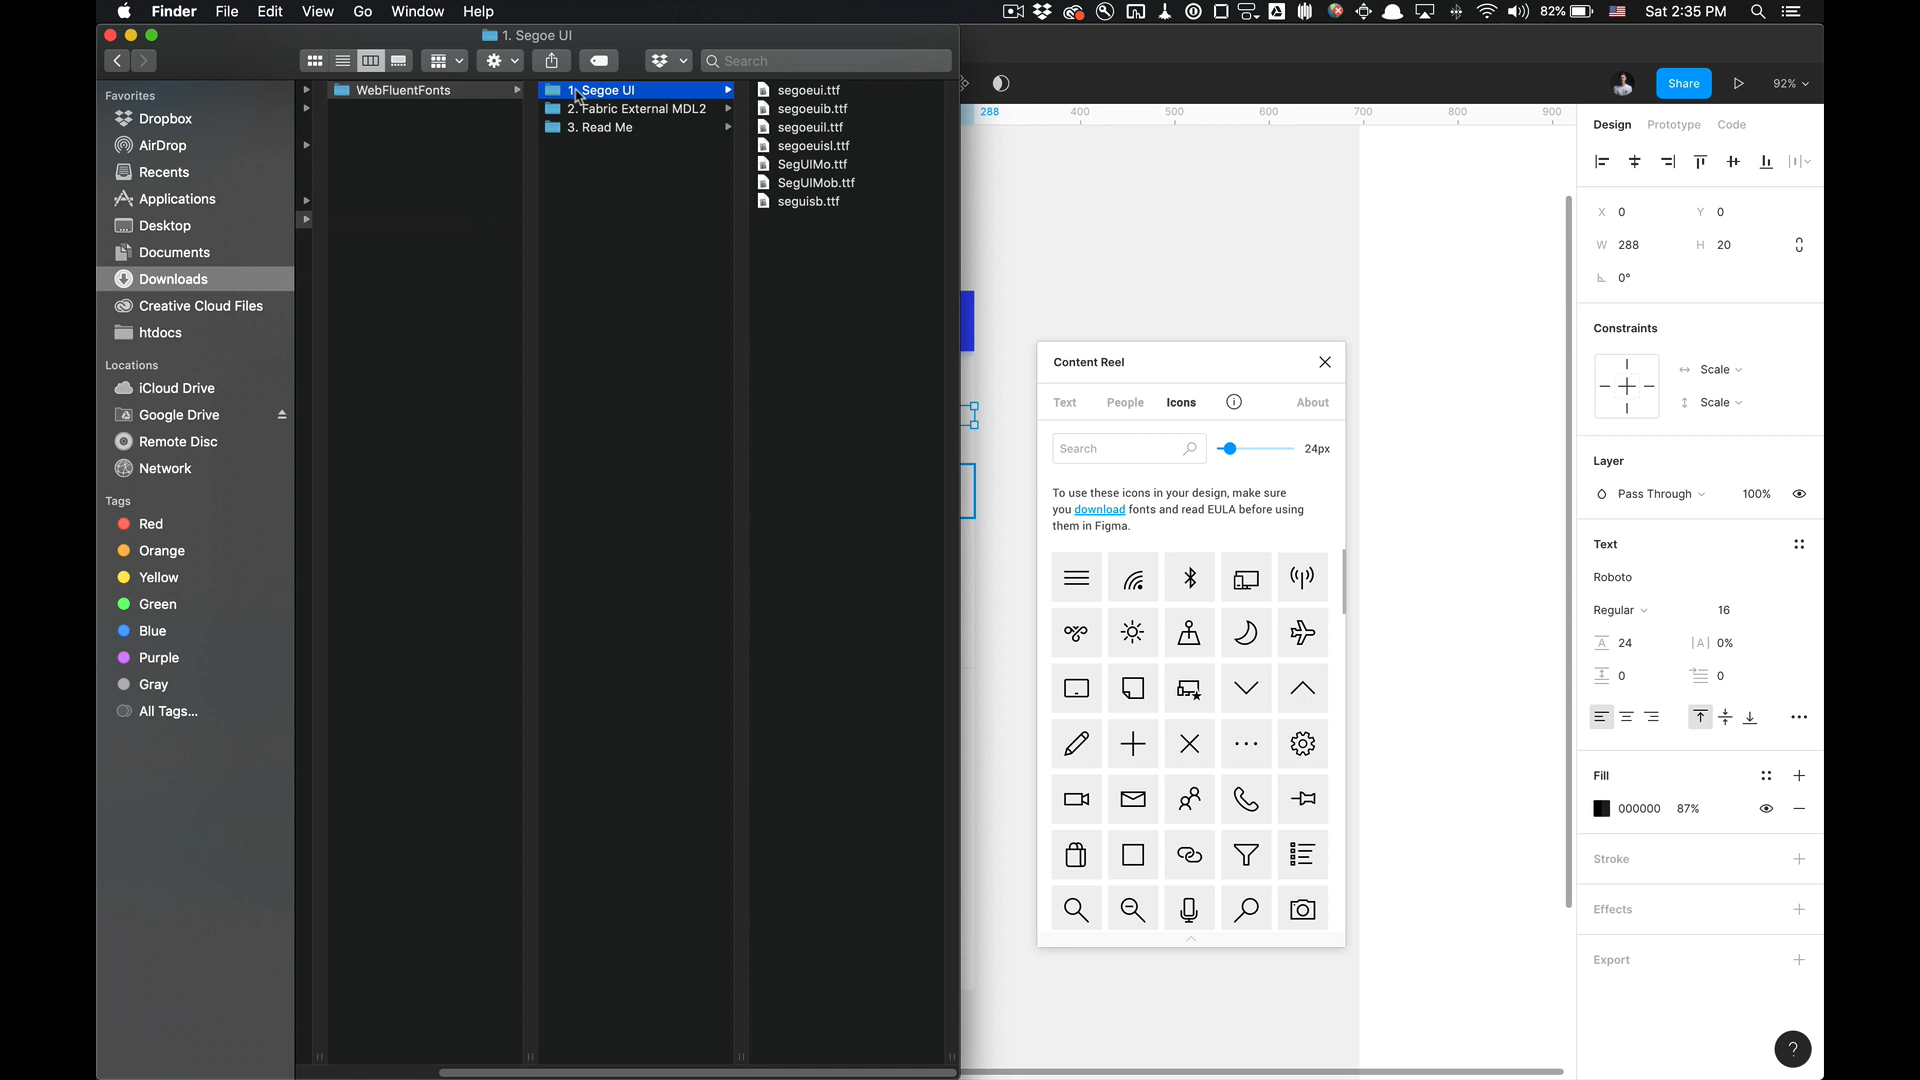 Finder File Edit View Go Window Help
82% Sat 2:35 PM
1. Segoe UI
Search
Favorites
Dropbox
AirDrop
Recents
Applications
Desktop
Documents
Downloads
Creative Cloud Files
htdocs
Locations
iCloud Drive
Google Drive
Remote Disc
Network
Tags
Red
Orange
Yellow
Green
Blue
Purple
Gray
All Tags...
WebFluentFonts
1. Segoe UI
2. Fabric External MDL2
3. Read Me
segoeui.ttf
segoeuib.ttf
segoeuil.ttf
segoeuisl.ttf
SegUIMo.ttf
SegUIMob.ttf
seguisb.ttf
Share
92%
288 400 500 600 700 800 900
Content Reel
Text People Icons About
Search
24px
To use these icons in your design, make sure
you download fonts and read EULA before using
them in Figma.
Design Prototype Code
X 0 Y 0
W 288 H 20
0°
Constraints
Scale
Scale
Layer
Pass Through 100%
Text
Roboto
Regular 16
A 24 |A| 0%
0 0
Fill
000000 87%
Stroke
Effects
Export
?